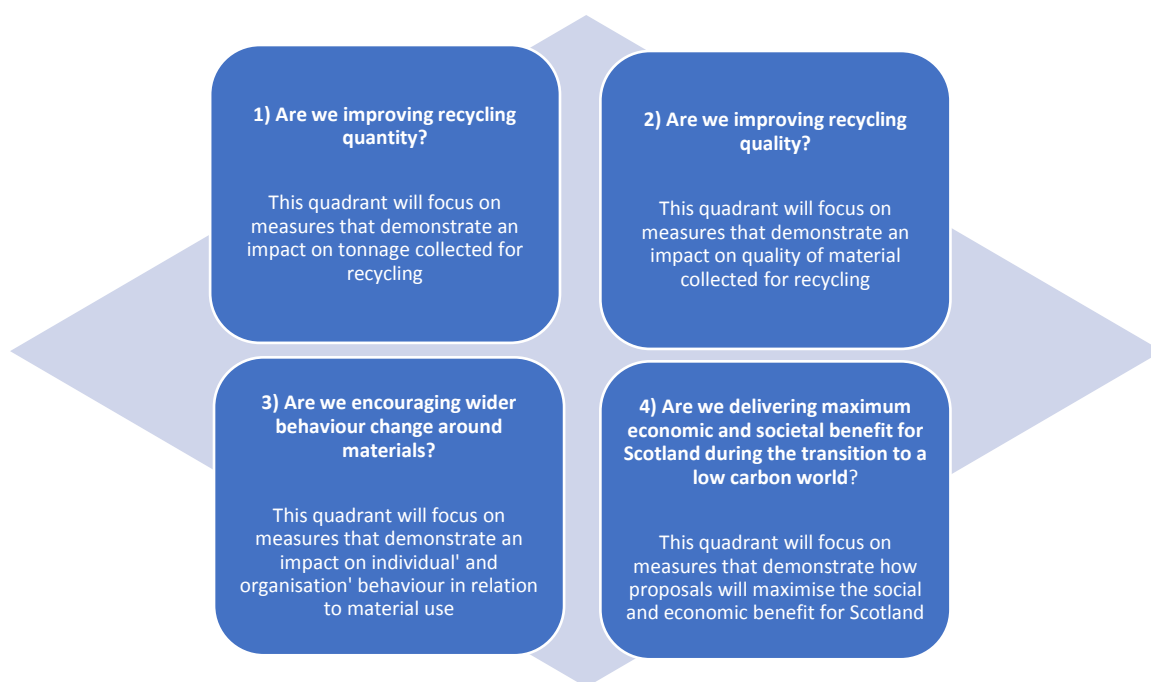 1) Are we improving recycling
quantity?
This quadrant will focus on
measures that demonstrate an
impact on tonnage collected for
recycling
2) Are we improving recycling
quality?
This quadrant will focus on
measures that demonstrate an
impact on quality of material
collected for recycling
3) Are we encouraging wider
behaviour change around
materials?
This quadrant will focus on
measures that demonstrate an
impact on individual' and
organisation' behaviour in relation
to material use
4) Are we delivering maximum
economic and societal benefit for
Scotland during the transition to a
low carbon world?
This quadrant will focus on
measures that demonstrate how
proposals will maximise the social
and economic benefit for Scotland